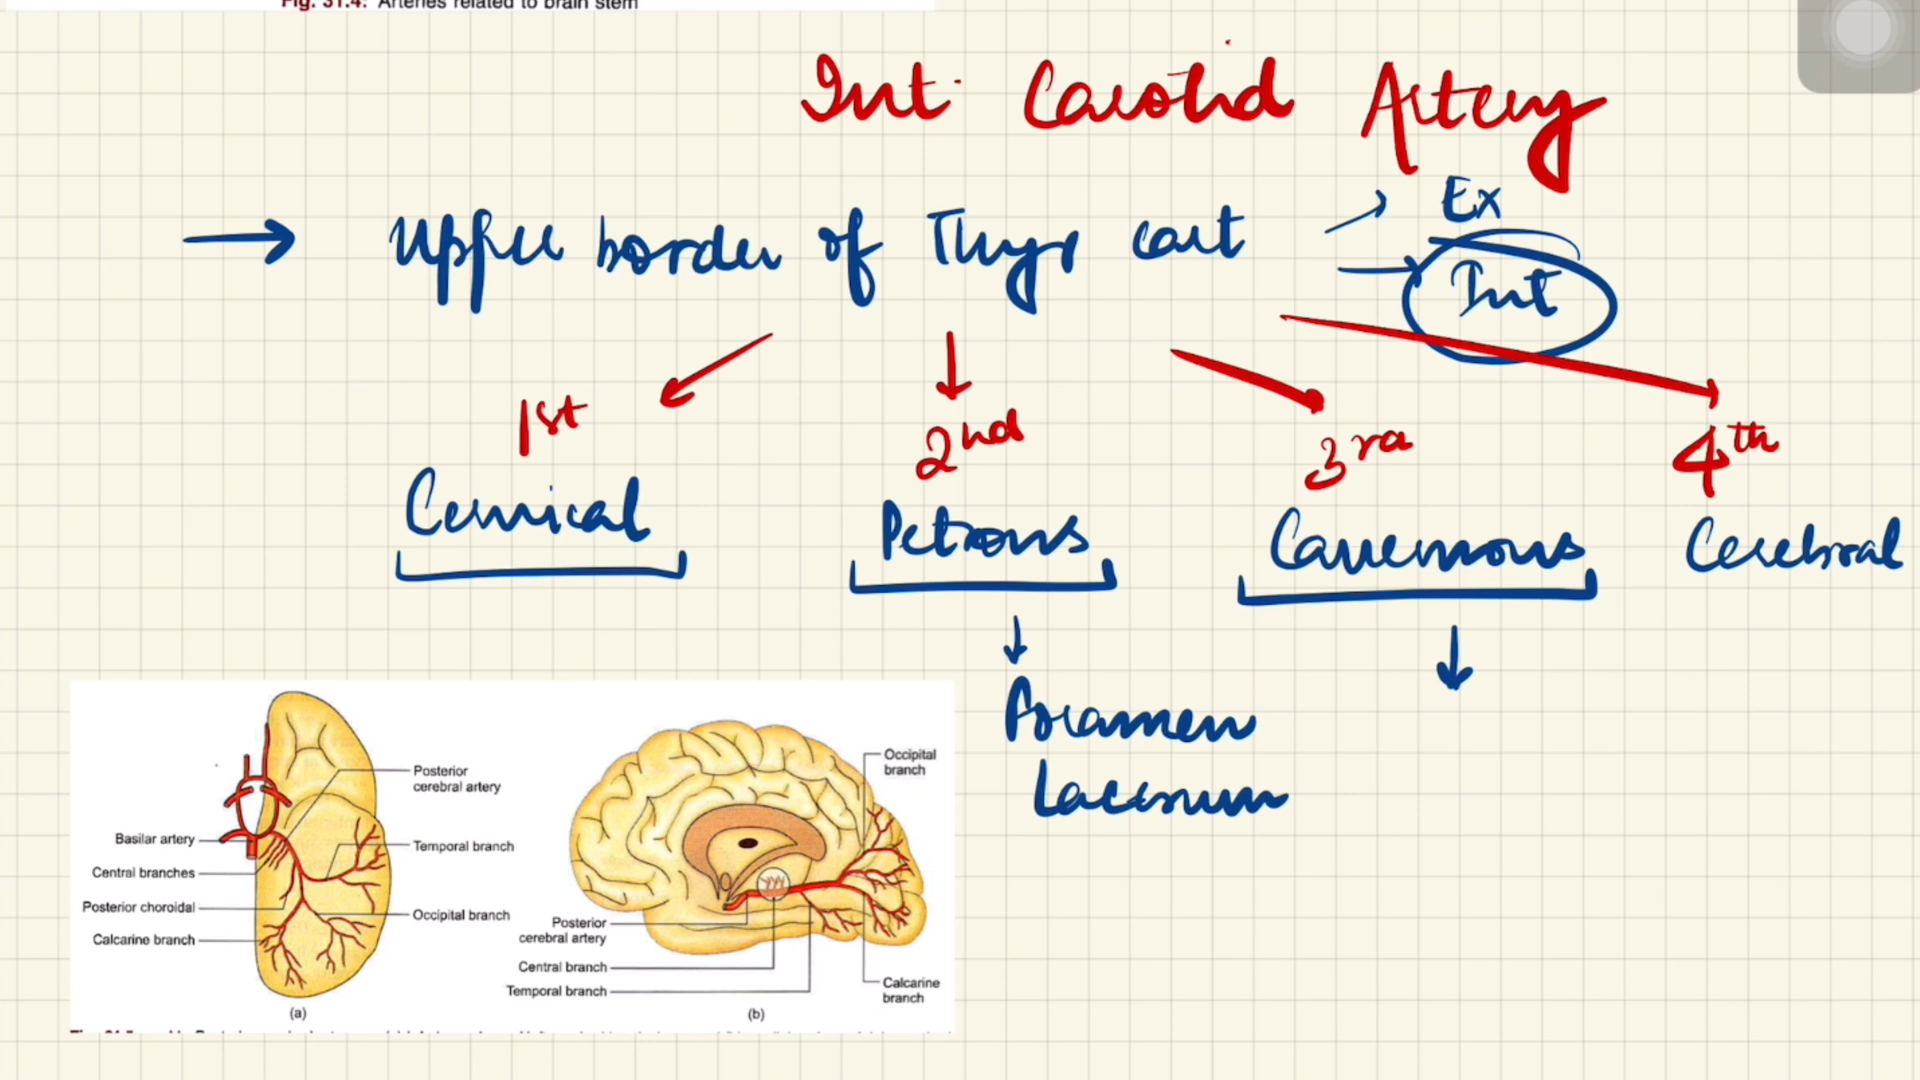 Fig. 31.4: Arteries related to brain stem
Int. Carotid Artery
→ Upper border of Thyr cart → Ex
→ Int
1st
2nd
3rd
4th
Cervical
Petrous
Cavernous
Cerebral
Foramen
Lacerum
Posterior
cerebral artery
Basilar artery
Temporal branch
Central branches
Posterior choroidal
Occipital branch
Calcarine branch
(a)
Occipital
branch
Posterior
cerebral artery
Central branch
Temporal branch
Calcarine
branch
(b)